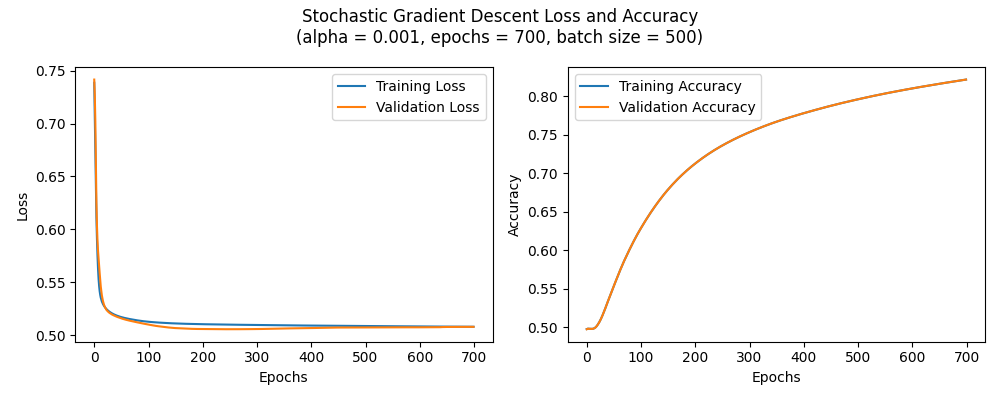 Stochastic Gradient Descent Loss and Accuracy
(alpha = 0.001, epochs = 700, batch size = 500)
Loss
0.75
0.70
0.65
0.60
0.55
0.50
Training Loss
Validation Loss
0 100 200 300 400 500 600 700
Epochs
Accuracy
0.80
0.75
0.70
0.65
0.60
0.55
0.50
Training Accuracy
Validation Accuracy
0 100 200 300 400 500 600 700
Epochs